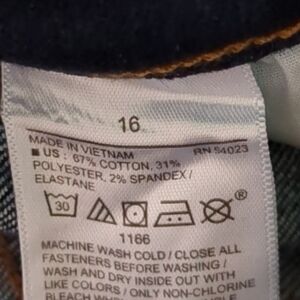 16
MADE IN VIETNAM RN 54023
■ US : 67% COTTON, 31%
POLYESTER, 2% SPANDEX/
ELASTANE
30 ®
1166
MACHINE WASH COLD / CLOSE ALL
FASTENERS BEFORE WASHING /
WASH AND DRY INSIDE OUT WITH
LIKE COLORS / ONLY NON-CHLORINE
BLEACH